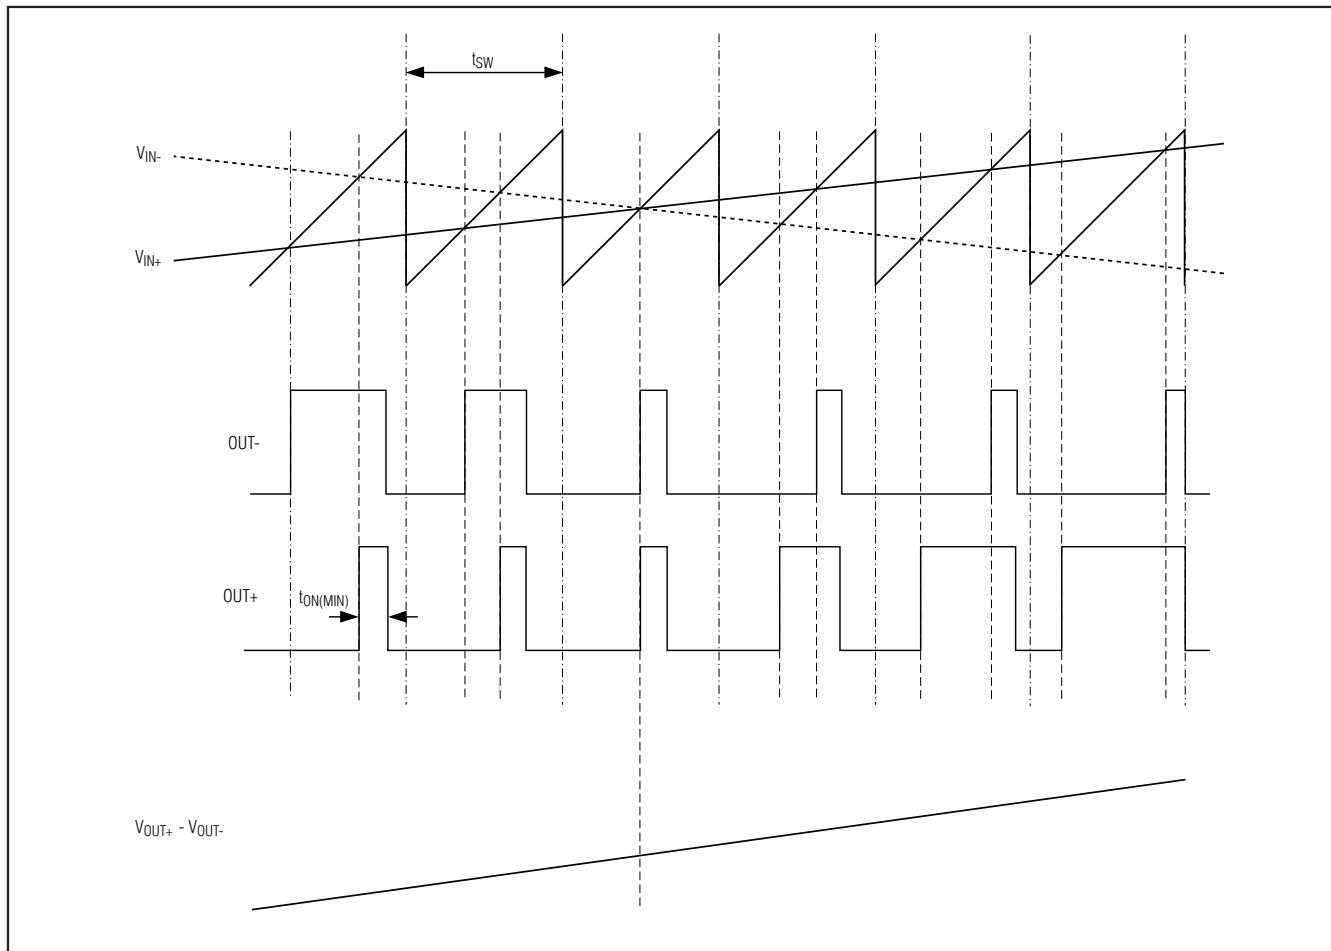 tSW
VIN-
VIN+
OUT-
OUT+
tON(MIN)
VOUT+ - VOUT-